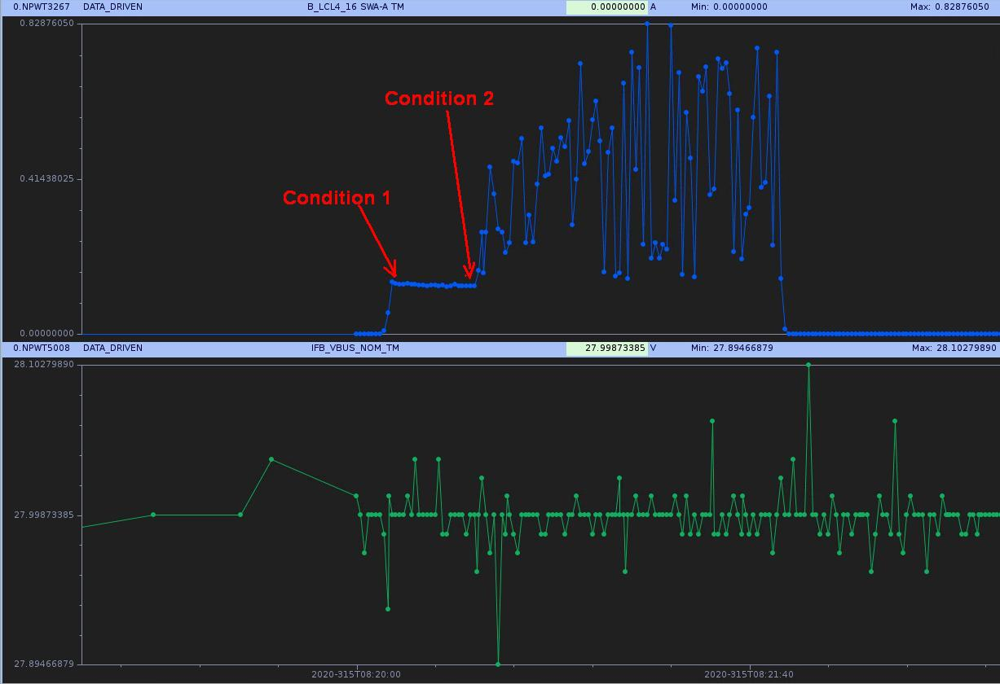 0.NPWT3267 DATA_DRIVEN B_LCL4_16 SWA-A TM 0.00000000 A Min: 0.00000000 Max: 0.82876050
0.82876050
Condition 2
0.41438025
Condition 1
0.00000000
0.NPWT5008 DATA_DRIVEN IFB_VBUS_NOM_TM 27.99873385 V Min: 27.89466879 Max: 28.10279890
28.10279890
27.99873385
27.89466879
2020-315T08:20:00 2020-315T08:21:40